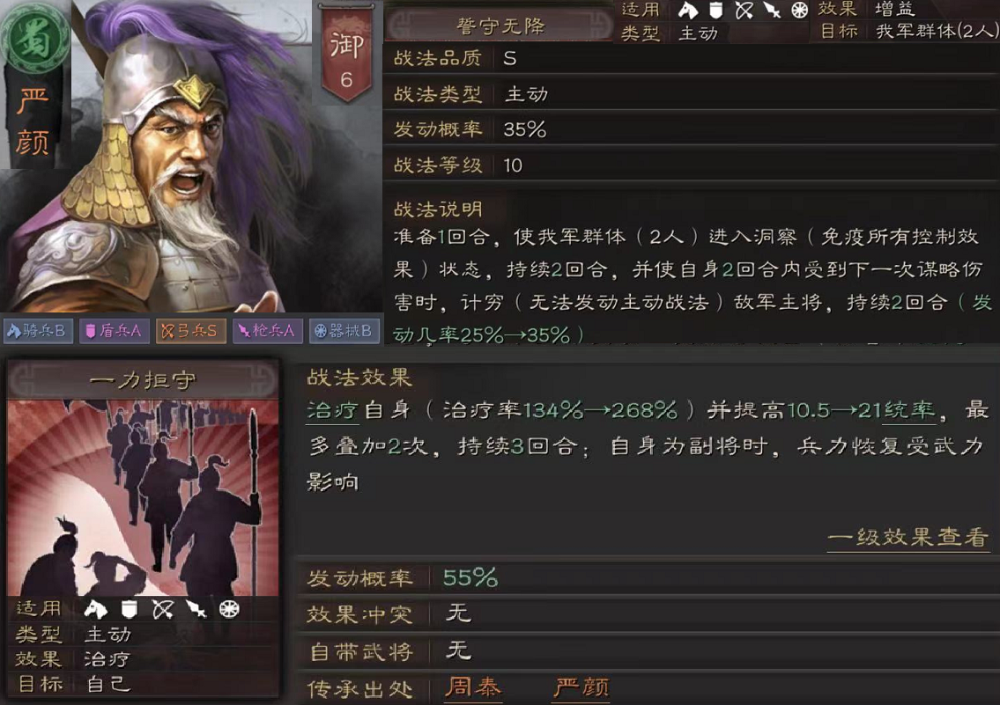 蜀
严颜
御
6
骑兵B 盾兵A 弓兵S 枪兵A 器械B
誓守无降
适用
效果 增益
类型 主动
目标 我军群体(2人)
战法品质 S
战法类型 主动
发动概率 35%
战法等级 10
战法说明
准备1回合，使我军群体（2人）进入洞察（免疫所有控制效
果）状态，持续2回合，并使自身2回合内受到下一次谋略伤
害时，计穷（无法发动主动战法）敌军主将，持续2回合（发
动几率25%→35%）
一力拒守
适用
类型 主动
效果 治疗
目标 自己
战法效果
治疗自身（治疗率134%→268%）并提高10.5→21统率，最
多叠加2次，持续3回合；自身为副将时，兵力恢复受武力
影响
一级效果查看
发动概率 55%
效果冲突 无
自带武将 无
传承出处 周泰 严颜